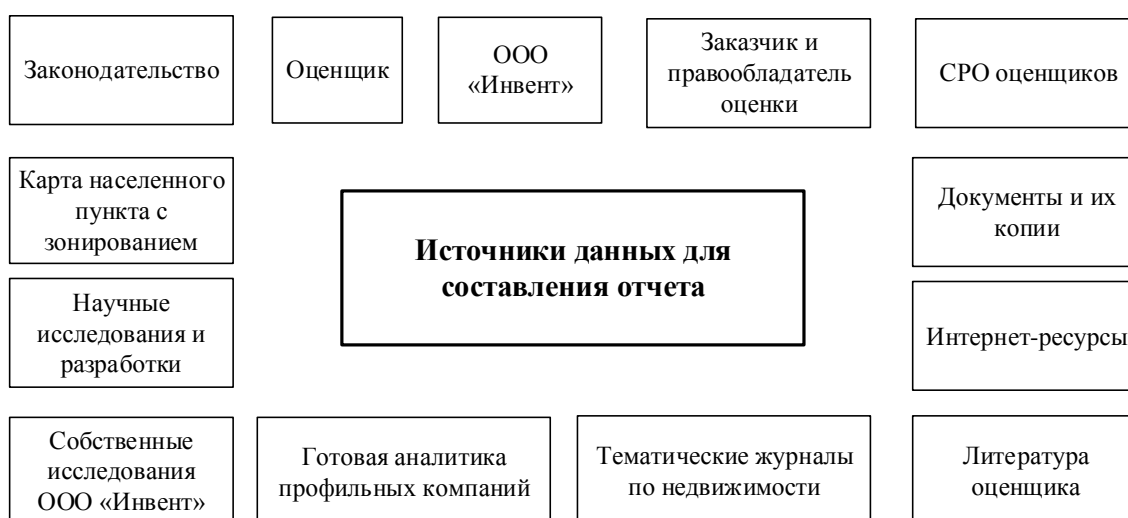 Законодательство
Оценщик
ООО
«Инвент»
Заказчик и
правообладатель
оценки
СРО оценщиков
Карта населенного
пункта с
зонированием
Источники данных для
составления отчета
Документы и их
копии
Научные
исследования и
разработки
Интернет-ресурсы
Собственные
исследования
ООО «Инвент»
Готовая аналитика
профильных компаний
Тематические журналы
по недвижимости
Литература
оценщика